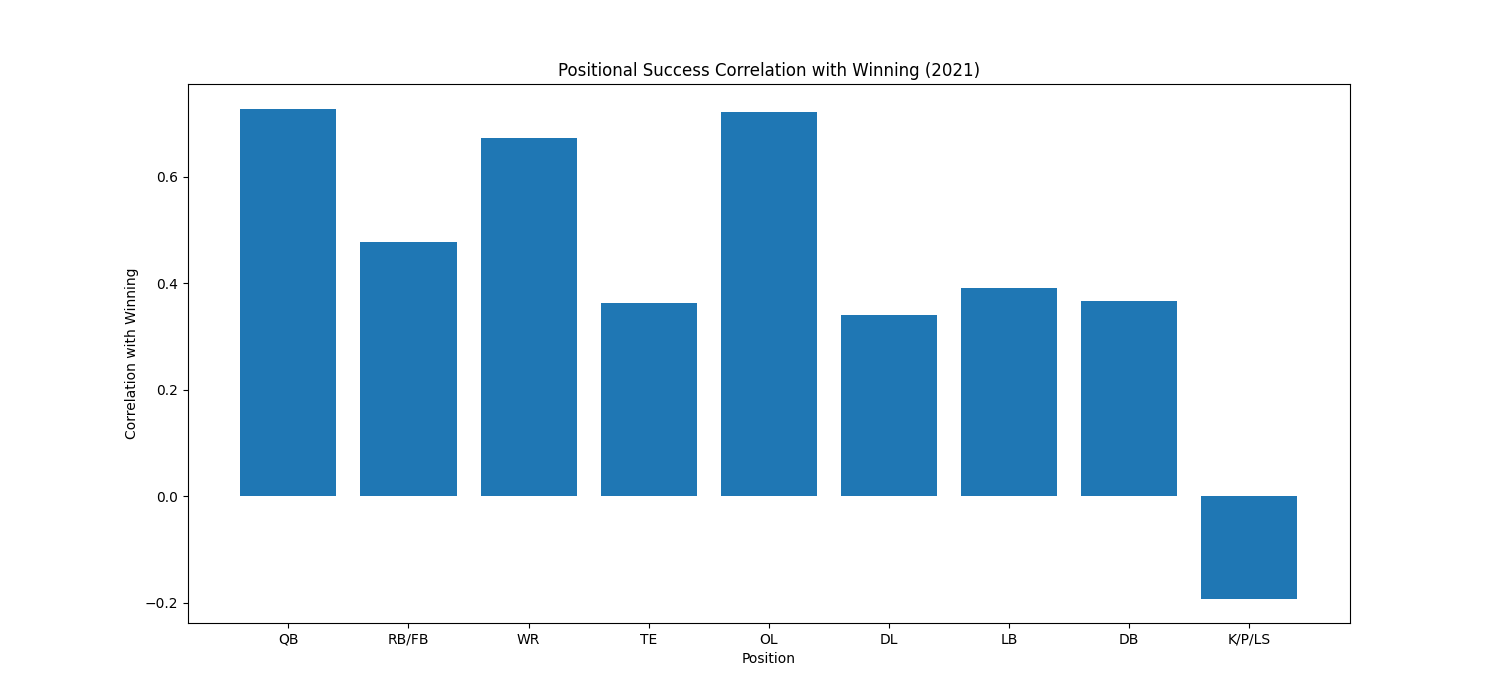 Positional Success Correlation with Winning (2021)
Correlation with Winning
0.6
0.4
0.2
0.0
−0.2
QB RB/FB WR TE OL DL LB DB K/P/LS
Position